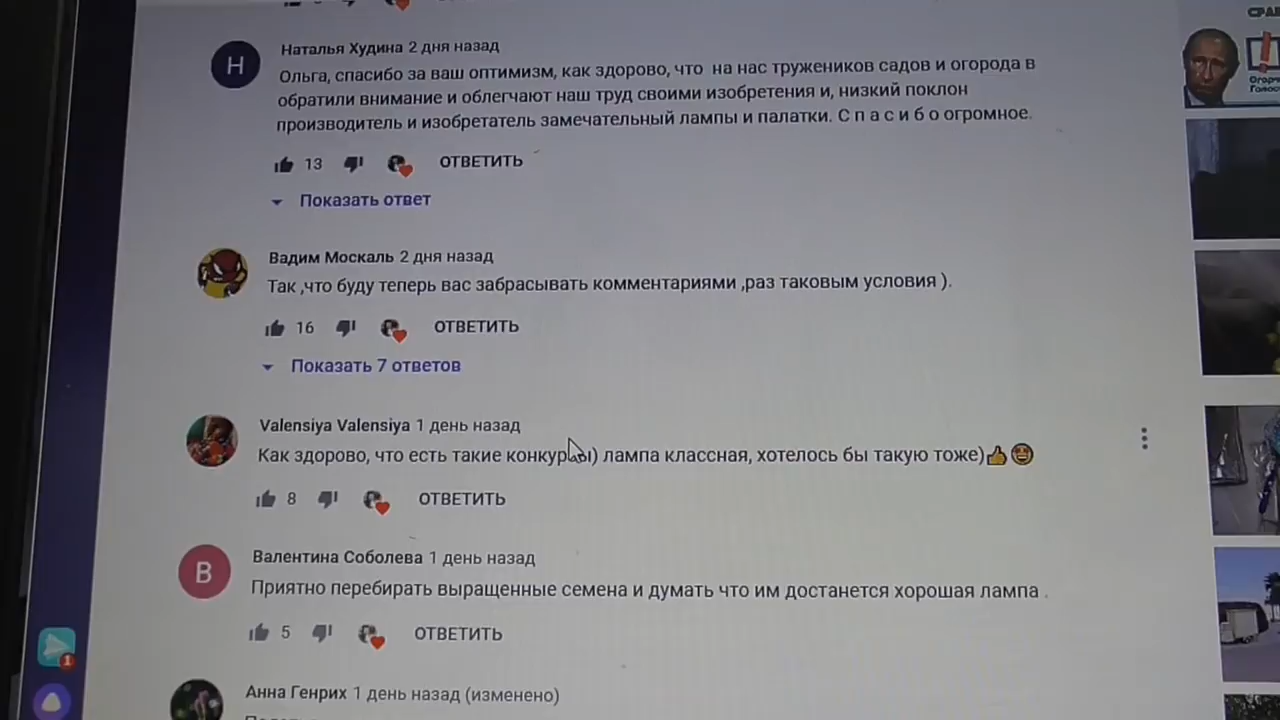 СРАВ
Огорч
Голос
Н
Наталья Худина 2 дня назад
Ольга, спасибо за ваш оптимизм, как здорово, что на нас тружеников садов и огорода в
обратили внимание и облегчают наш труд своими изобретения и, низкий поклон
производитель и изобретатель замечательный лампы и палатки. С п а с и б о огромное.
13 ОТВЕТИТЬ
Показать ответ
Вадим Москаль 2 дня назад
Так ,что буду теперь вас забрасывать комментариями ,раз таковым условия ).
16 ОТВЕТИТЬ
Показать 7 ответов
Valensiya Valensiya 1 день назад
Как здорово, что есть такие конкурсы) лампа классная, хотелось бы такую тоже)👍🤩
8 ОТВЕТИТЬ
В
Валентина Соболева 1 день назад
Приятно перебирать выращенные семена и думать что им достанется хорошая лампа .
5 ОТВЕТИТЬ
1
Анна Генрих 1 день назад (изменено)